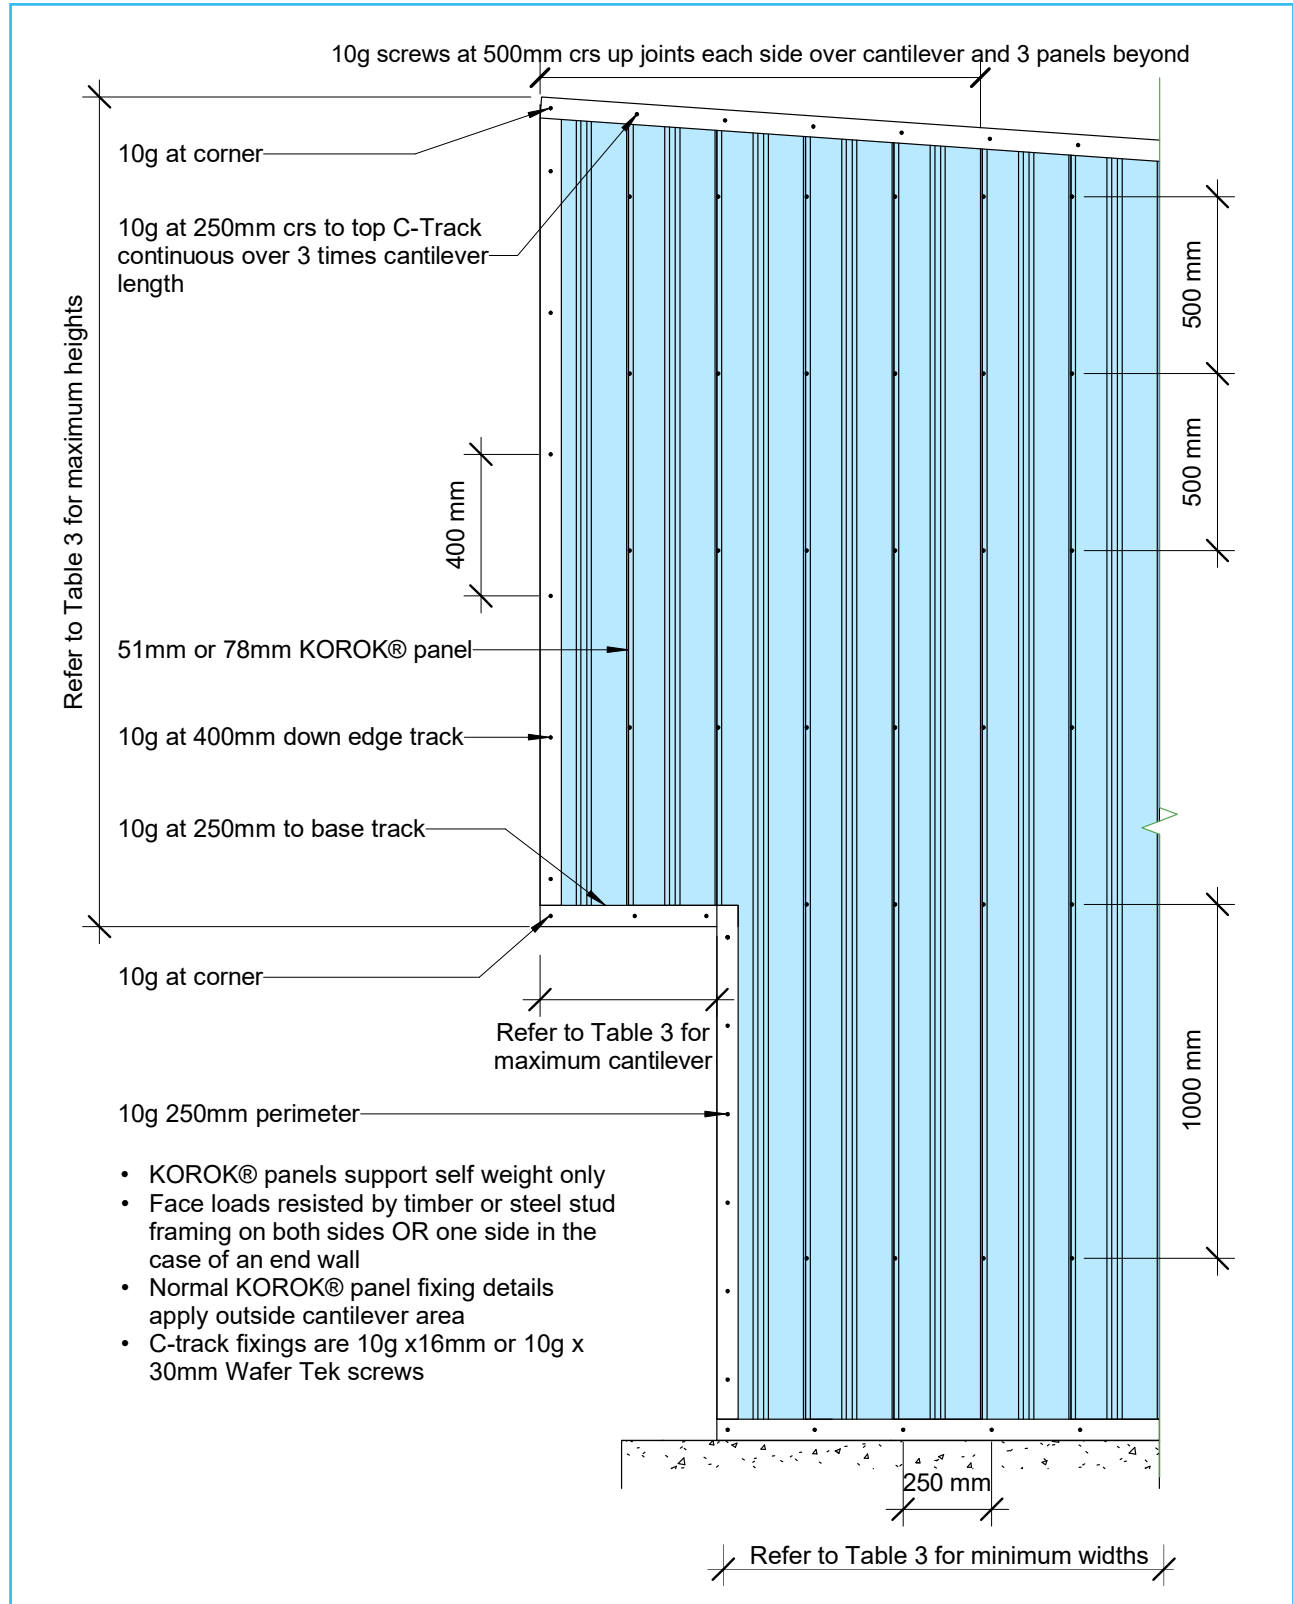 10g screws at 500mm crs up joints each side over cantilever and 3 panels beyond
10g at corner
10g at 250mm crs to top C-Track
continuous over 3 times cantilever
length
Refer to Table 3 for maximum heights
500 mm
500 mm
400 mm
51mm or 78mm KOROK® panel
10g at 400mm down edge track
10g at 250mm to base track
10g at corner
Refer to Table 3 for
maximum cantilever
1000 mm
10g 250mm perimeter
• KOROK® panels support self weight only
• Face loads resisted by timber or steel stud
framing on both sides OR one side in the
case of an end wall
• Normal KOROK® panel fixing details
apply outside cantilever area
• C-track fixings are 10g x16mm or 10g x
30mm Wafer Tek screws
250 mm
Refer to Table 3 for minimum widths